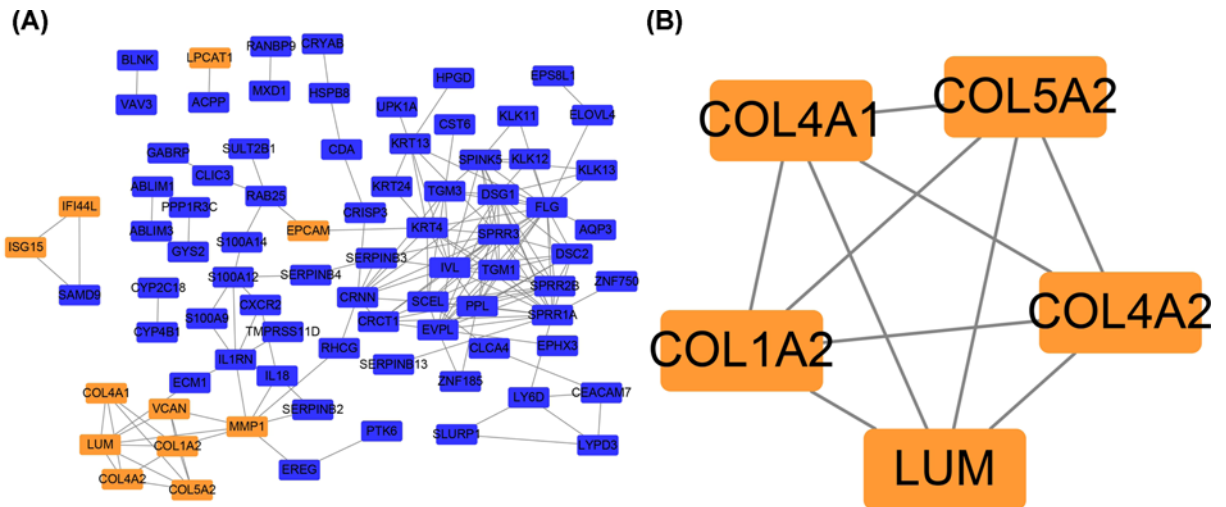 (A)
BLNK
VAV3
LPCAT1
ACPP
RANBP9
MXD1
CRYAB
HSPB8
CDA
CRISP3
HPGD
UPK1A
KRT13
CST6
EPS8L1
ELOVL4
KLK11
KLK12
KLK13
SPINK5
KRT24
TGM3
DSG1
FLG
AQP3
GABRP
SULT2B1
CLIC3
RAB25
ABLIM1
PPP1R3C
ABLIM3
GYS2
EPCAM
IFI44L
ISG15
SAMD9
KRT4
SPRR3
DSC2
S100A14
SERPINB3
IVL
TGM1
S100A12
SERPINB4
SPRR2B
ZNF750
CYP2C18
CYP4B1
S100A9
CXCR2
TMPRSS11D
CRNN
SCEL
PPL
SPRR1A
CRCT1
EVPL
IL1RN
RHCG
CLCA4
EPHX3
SERPINB13
ZNF185
ECM1
IL18
COL4A1
VCAN
SERPINB2
LY6D
CEACAM7
MMP1
LUM
COL1A2
PTK6
SLURP1
LYPD3
COL4A2
COL5A2
EREG
(B)
COL5A2
COL4A1
COL4A2
COL1A2
LUM